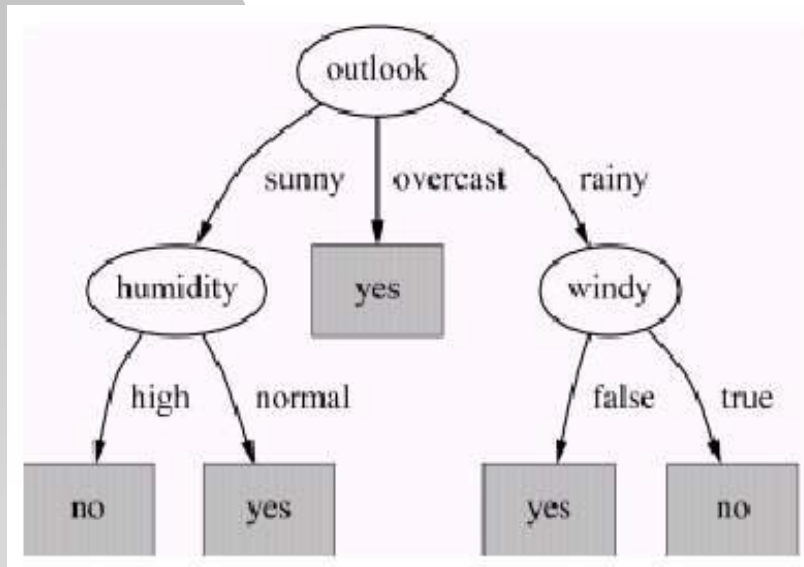 outlook
sunny overcast rainy
humidity yes windy
high normal false true
no yes yes no